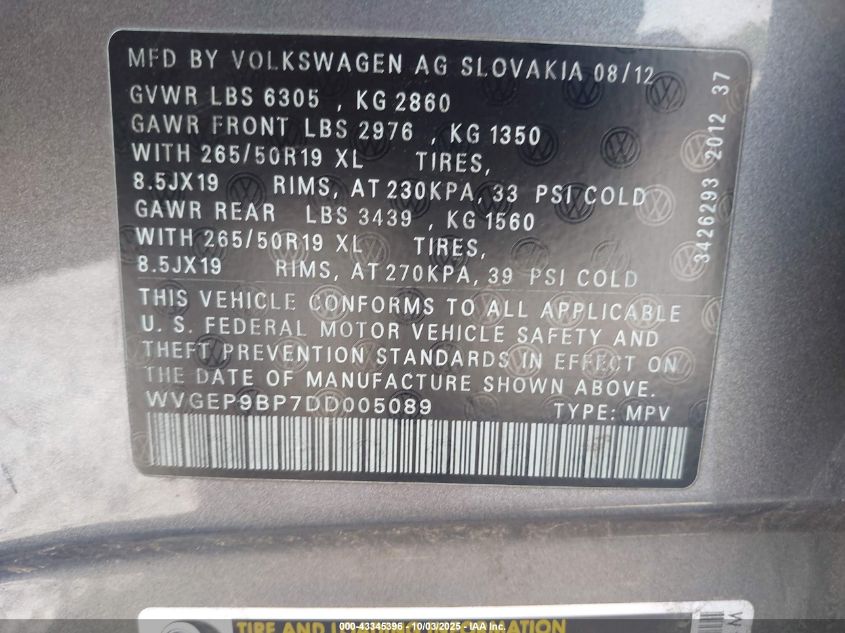 MFD BY VOLKSWAGEN AG SLOVAKIA 08/12
GVWR LBS 6305 , KG 2860
GAWR FRONT LBS 2976 , KG 1350
WITH 265/50R19 XL TIRES,
8.5JX19 RIMS, AT 230KPA, 33 PSI COLD
GAWR REAR LBS 3439 , KG 1560
WITH 265/50R19 XL TIRES,
8.5JX19 RIMS, AT 270KPA, 39 PSI COLD
THIS VEHICLE CONFORMS TO ALL APPLICABLE
U. S. FEDERAL MOTOR VEHICLE SAFETY AND
THEFT PREVENTION STANDARDS IN EFFECT ON
THE DATE OF MANUFACTURE SHOWN ABOVE.
WVGEP9BP7DD005089 TYPE: MPV
3426293 2012 37
TIRE AND LOADING INFORMATION
000-43345396 - 10/03/2025 - IAA Inc.